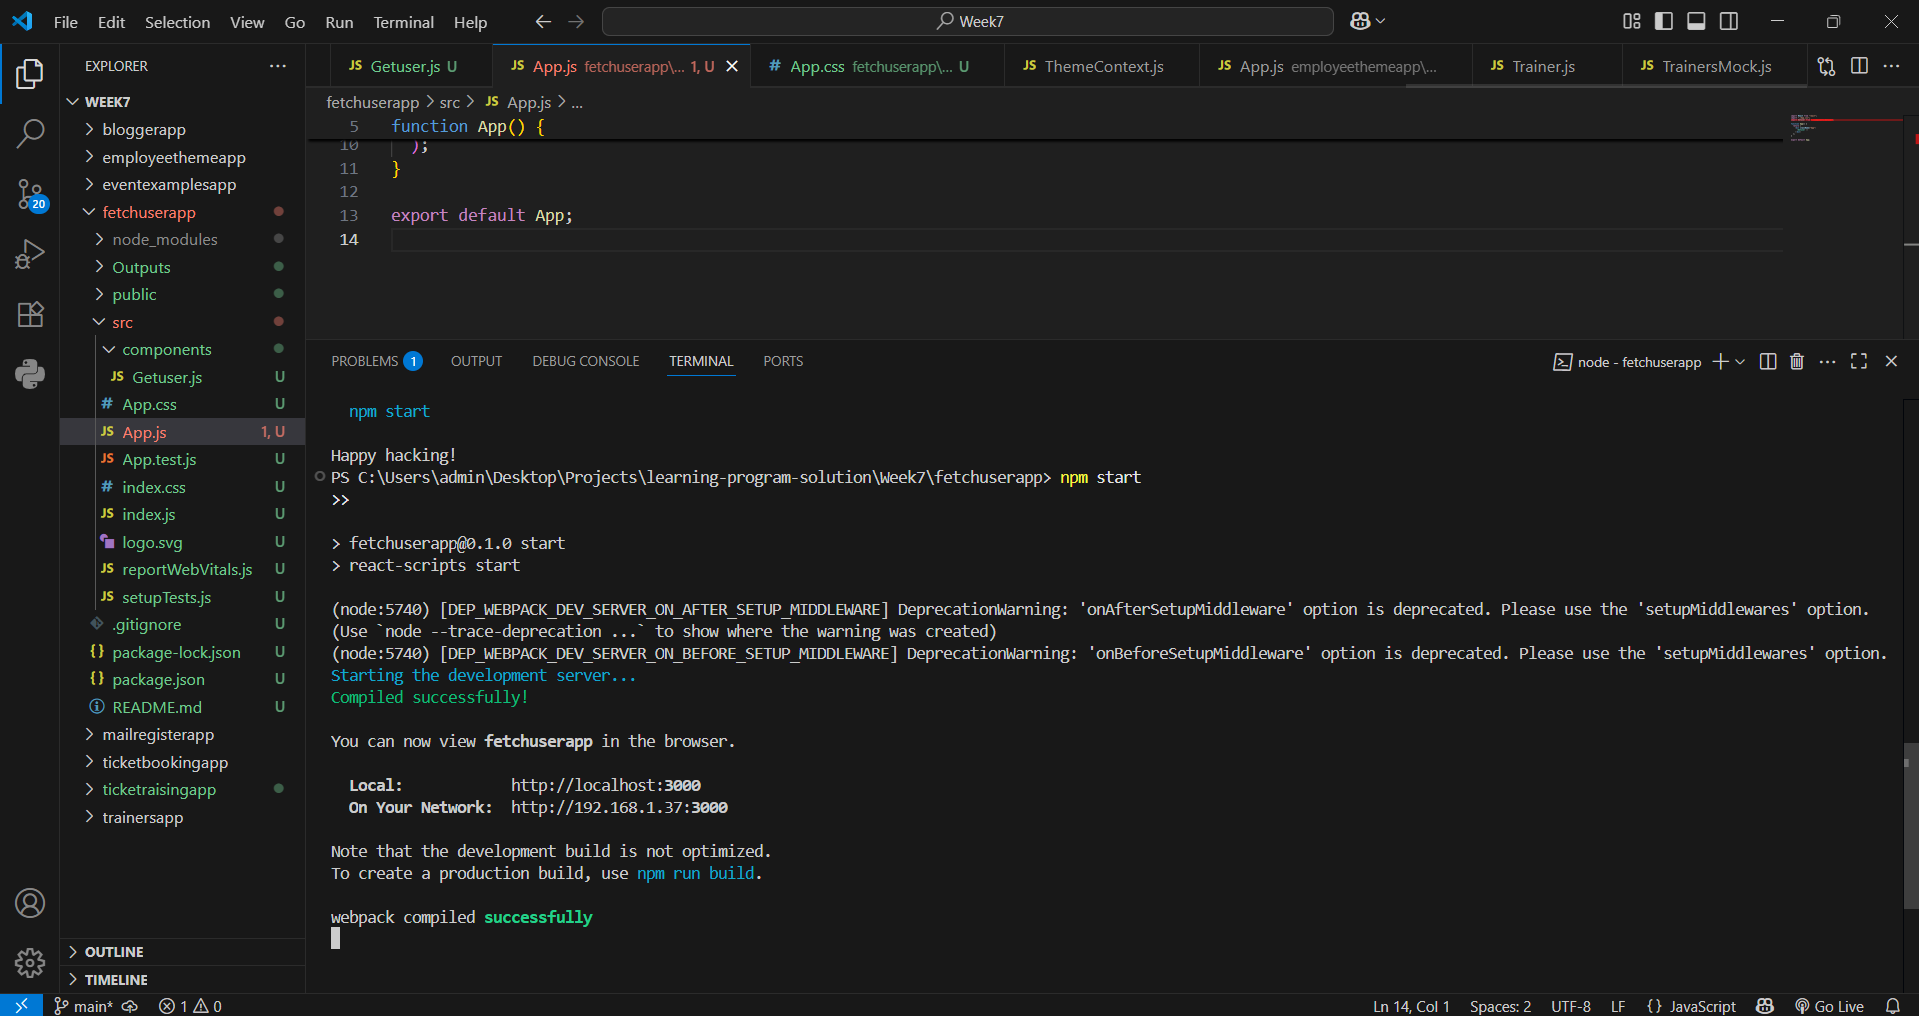 File Edit Selection View Go Run Terminal Help
Week7
EXPLORER
WEEK7
bloggerapp
employeethemeapp
eventexamplesapp
fetchuserapp
node_modules
Outputs
public
src
components
JS Getuser.js U
# App.css U
JS App.js 1, U
JS App.test.js U
# index.css U
JS index.js U
logo.svg U
JS reportWebVitals.js U
JS setupTests.js U
.gitignore U
{} package-lock.json U
{} package.json U
README.md U
mailregisterapp
ticketbookingapp
ticketraisingapp
trainersapp
OUTLINE
TIMELINE
20
JS Getuser.js U
JS App.js fetchuserapp\... 1, U
# App.css fetchuserapp\... U
JS ThemeContext.js
JS App.js employeethemeapp\...
JS Trainer.js
JS TrainersMock.js
fetchuserapp > src > JS App.js > ...
5 function App() {
10 );
11 }
12
13 export default App;
14
PROBLEMS 1 OUTPUT DEBUG CONSOLE TERMINAL PORTS
node - fetchuserapp
npm start
Happy hacking!
PS C:\Users\admin\Desktop\Projects\learning-program-solution\Week7\fetchuserapp> npm start
>>
> fetchuserapp@0.1.0 start
> react-scripts start
(node:5740) [DEP_WEBPACK_DEV_SERVER_ON_AFTER_SETUP_MIDDLEWARE] DeprecationWarning: 'onAfterSetupMiddleware' option is deprecated. Please use the 'setupMiddlewares' option.
(Use `node --trace-deprecation ...` to show where the warning was created)
(node:5740) [DEP_WEBPACK_DEV_SERVER_ON_BEFORE_SETUP_MIDDLEWARE] DeprecationWarning: 'onBeforeSetupMiddleware' option is deprecated. Please use the 'setupMiddlewares' option.
Starting the development server...
Compiled successfully!
You can now view fetchuserapp in the browser.
Local: http://localhost:3000
On Your Network: http://192.168.1.37:3000
Note that the development build is not optimized.
To create a production build, use npm run build.
webpack compiled successfully
main* 1 0
Ln 14, Col 1 Spaces: 2 UTF-8 LF {} JavaScript Go Live